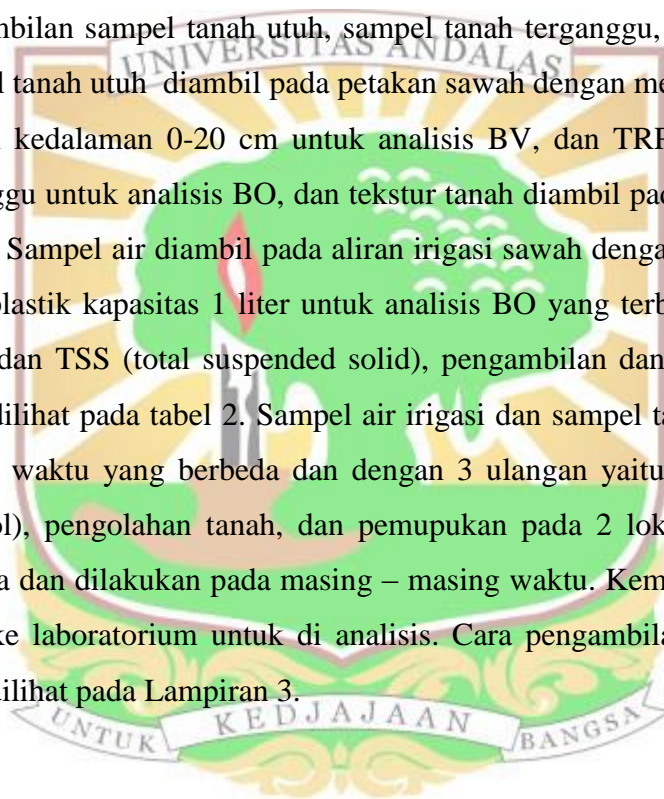 mbilan sampel tanah utuh, sampel tanah terganggu,
UNIVERSITAS ANDALAS
l tanah utuh diambil pada petakan sawah dengan me
kedalaman 0-20 cm untuk analisis BV, dan TRP
ggu untuk analisis BO, dan tekstur tanah diambil pad
Sampel air diambil pada aliran irigasi sawah denga
plastik kapasitas 1 liter untuk analisis BO yang terb
dan TSS (total suspended solid), pengambilan dan
dilihat pada tabel 2. Sampel air irigasi dan sampel ta
waktu yang berbeda dan dengan 3 ulangan yaitu
ol), pengolahan tanah, dan pemupukan pada 2 lok
a dan dilakukan pada masing – masing waktu. Kem
ke laboratorium untuk di analisis. Cara pengambila
dilihat pada Lampiran 3.
UNTUK KEDJAJAAN BANGSA